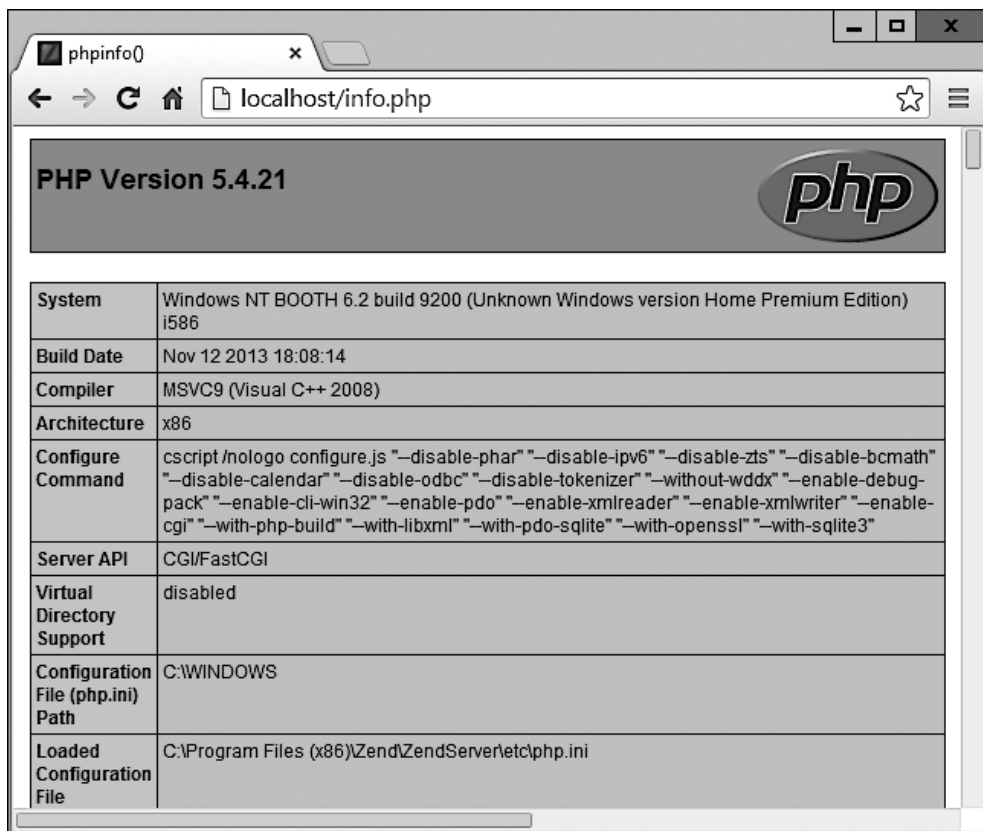 phpinfo()
localhost/info.php
PHP Version 5.4.21
php
System
Windows NT BOOTH 6.2 build 9200 (Unknown Windows version Home Premium Edition)
i586
Build Date
Nov 12 2013 18:08:14
Compiler
MSVC9 (Visual C++ 2008)
Architecture
x86
Configure
Command
cscript /nologo configure.js "--disable-phar" "--disable-ipv6" "--disable-zts" "--disable-bcmath"
"--disable-calendar" "--disable-odbc" "--disable-tokenizer" "--without-wddx" "--enable-debug-
pack" "--enable-cli-win32" "--enable-pdo" "--enable-xmlreader" "--enable-xmlwriter" "--enable-
cgi" "--with-php-build" "--with-libxml" "--with-pdo-sqlite" "--with-openssl" "--with-sqlite3"
Server API
CGI/FastCGI
Virtual
Directory
Support
disabled
Configuration
File (php.ini)
Path
C:\WINDOWS
Loaded
Configuration
File
C:\Program Files (x86)\Zend\ZendServer\etc\php.ini